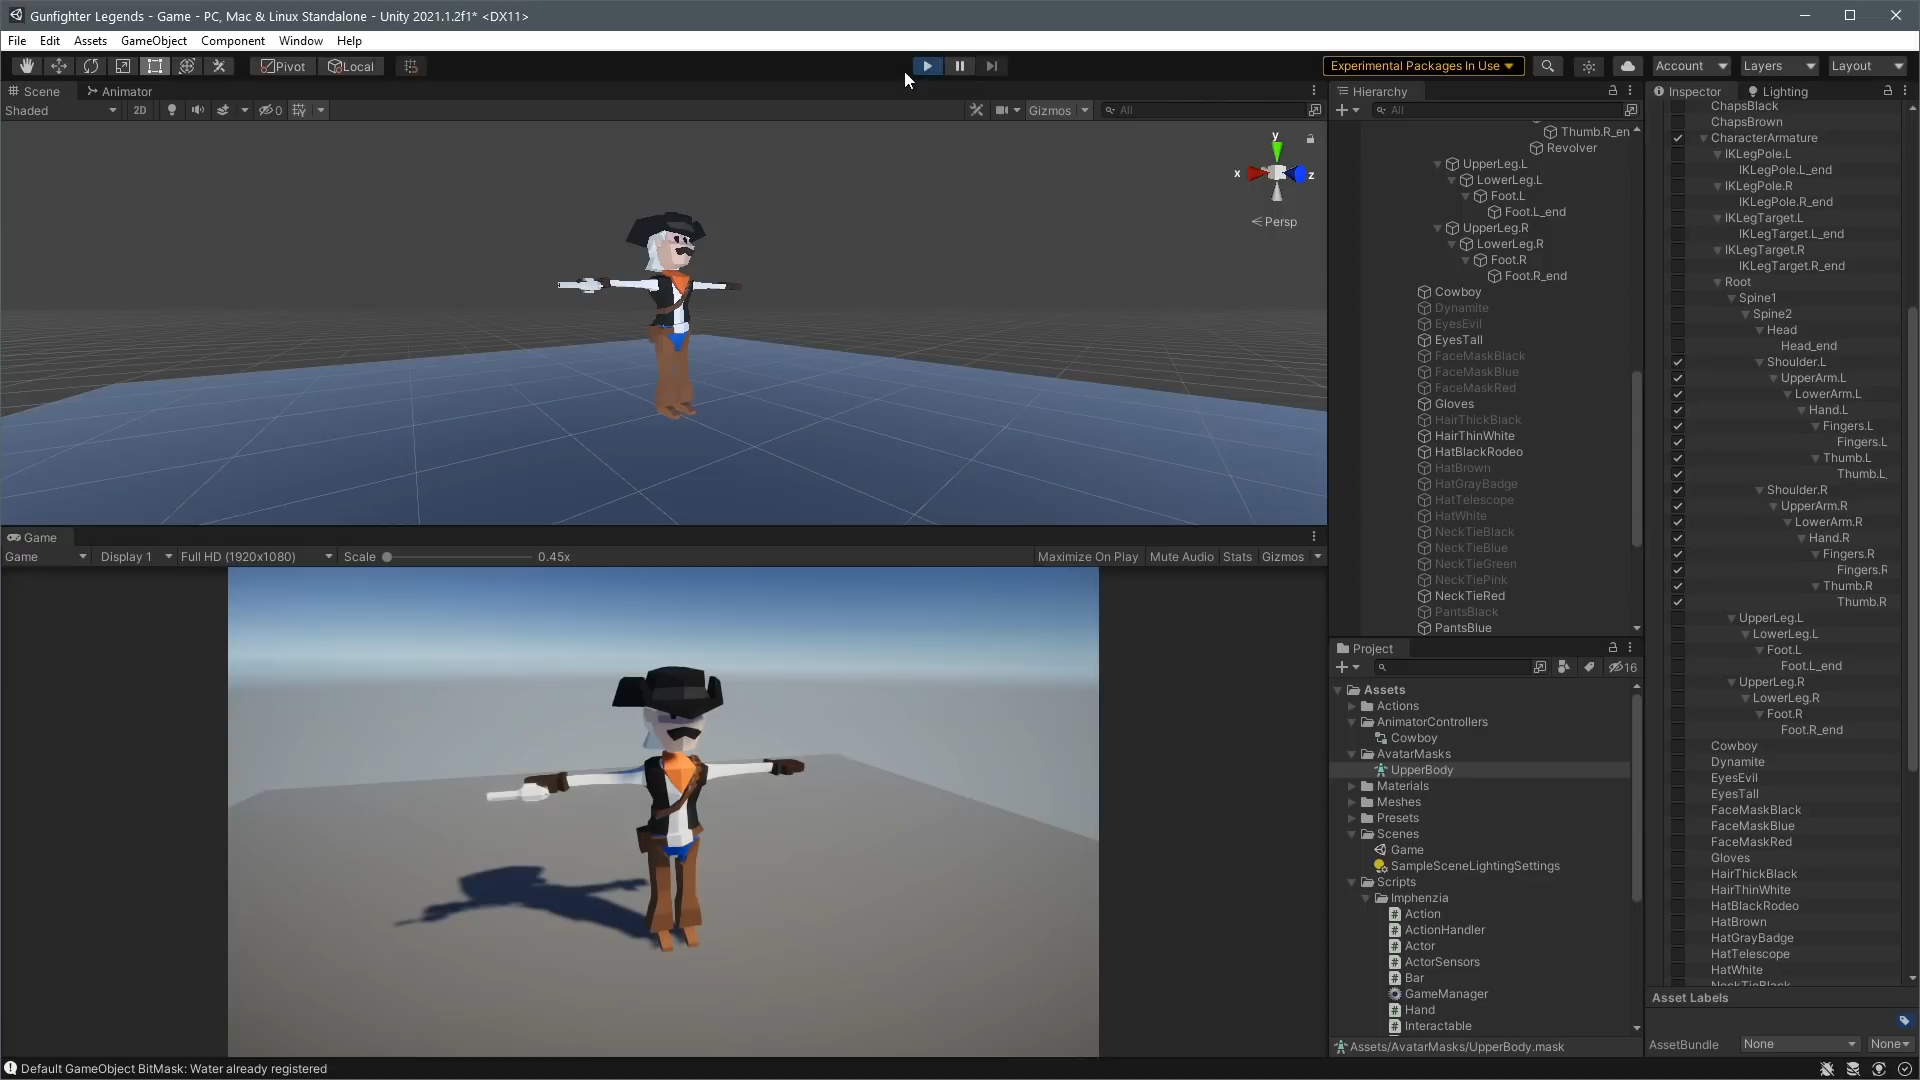 Gunfighter Legends - Game - PC, Mac & Linux Standalone - Unity 2021.1.2f1* <DX11>
File Edit Assets GameObject Component Window Help
Pivot Local Experimental Packages In Use Account Layers Layout
Scene Animator
Shaded 2D 0 Gizmos All
y
x
z
Persp
Game
Game Display 1 Full HD (1920x1080) Scale 0.45x Maximize On Play Mute Audio Stats Gizmos
Hierarchy
All
Thumb.R_en
Revolver
UpperLeg.L
LowerLeg.L
Foot.L
Foot.L_end
UpperLeg.R
LowerLeg.R
Foot.R
Foot.R_end
Cowboy
Dynamite
EyesEvil
EyesTall
FaceMaskBlack
FaceMaskBlue
FaceMaskRed
Gloves
HairThickBlack
HairThinWhite
HatBlackRodeo
HatBrown
HatGrayBadge
HatTelescope
HatWhite
NeckTieBlack
NeckTieBlue
NeckTieGreen
NeckTiePink
NeckTieRed
PantsBlack
PantsBlue
Project
16
Assets
Actions
AnimatorControllers
Cowboy
AvatarMasks
UpperBody
Materials
Meshes
Presets
Scenes
Game
SampleSceneLightingSettings
Scripts
Imphenzia
Action
ActionHandler
Actor
ActorSensors
Bar
GameManager
Hand
Interactable
Assets/AvatarMasks/UpperBody.mask
Inspector Lighting
ChapsBlack
ChapsBrown
CharacterArmature
IKLegPole.L
IKLegPole.L_end
IKLegPole.R
IKLegPole.R_end
IKLegTarget.L
IKLegTarget.L_end
IKLegTarget.R
IKLegTarget.R_end
Root
Spine1
Spine2
Head
Head_end
Shoulder.L
UpperArm.L
LowerArm.L
Hand.L
Fingers.L
Fingers.L
Thumb.L
Thumb.L_
Shoulder.R
UpperArm.R
LowerArm.R
Hand.R
Fingers.R
Fingers.R
Thumb.R
Thumb.R
UpperLeg.L
LowerLeg.L
Foot.L
Foot.L_end
UpperLeg.R
LowerLeg.R
Foot.R
Foot.R_end
Cowboy
Dynamite
EyesEvil
EyesTall
FaceMaskBlack
FaceMaskBlue
FaceMaskRed
Gloves
HairThickBlack
HairThinWhite
HatBlackRodeo
HatBrown
HatGrayBadge
HatTelescope
HatWhite
NeckTieBlack
Asset Labels
AssetBundle None None
Default GameObject BitMask: Water already registered